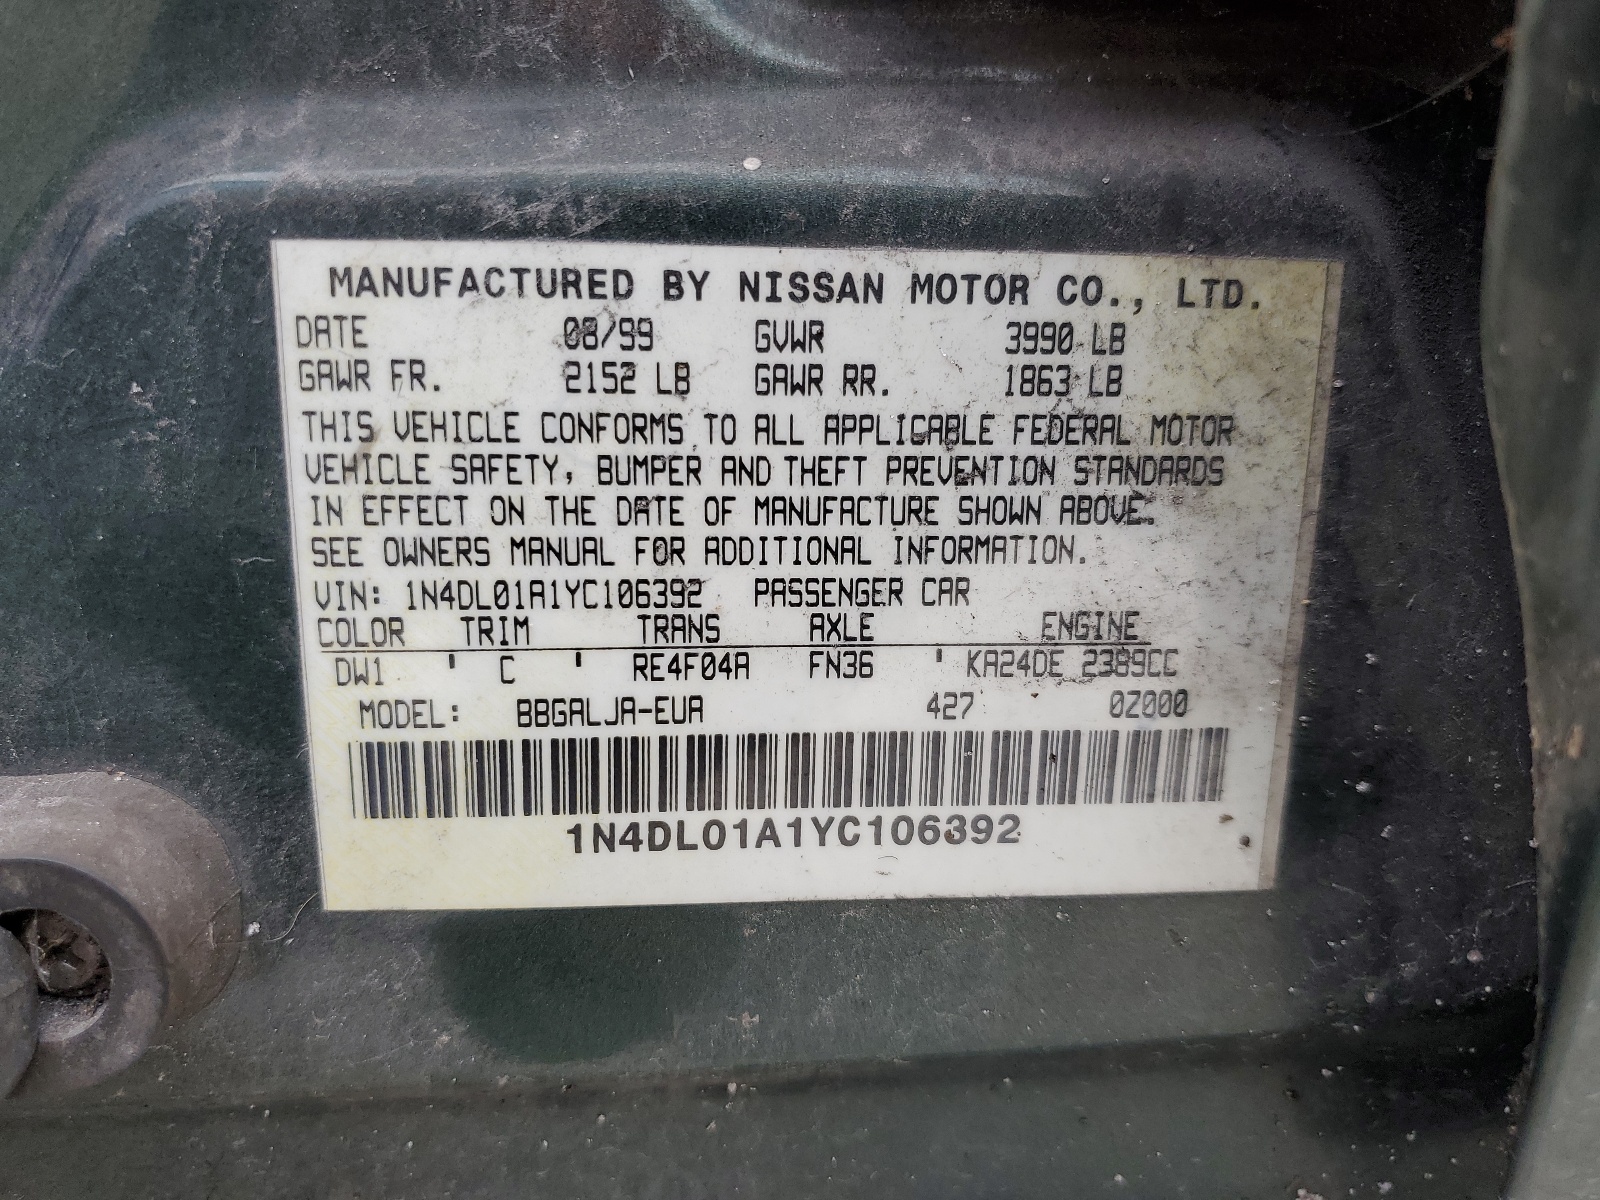 MANUFACTURED BY NISSAN MOTOR CO., LTD.
DATE 08/99 GVWR 3990 LB
GAWR FR. 2152 LB GAWR RR. 1863 LB
THIS VEHICLE CONFORMS TO ALL APPLICABLE FEDERAL MOTOR
VEHICLE SAFETY, BUMPER AND THEFT PREVENTION STANDARDS
IN EFFECT ON THE DATE OF MANUFACTURE SHOWN ABOVE.
SEE OWNERS MANUAL FOR ADDITIONAL INFORMATION.
VIN: 1N4DL01A1YC106392 PASSENGER CAR
COLOR TRIM TRANS AXLE ENGINE
DW1 ' C ' RE4F04A FN36 ' KA24DE 2389CC
MODEL: BBGALJA-EUA 427 0Z000
1N4DL01A1YC106392